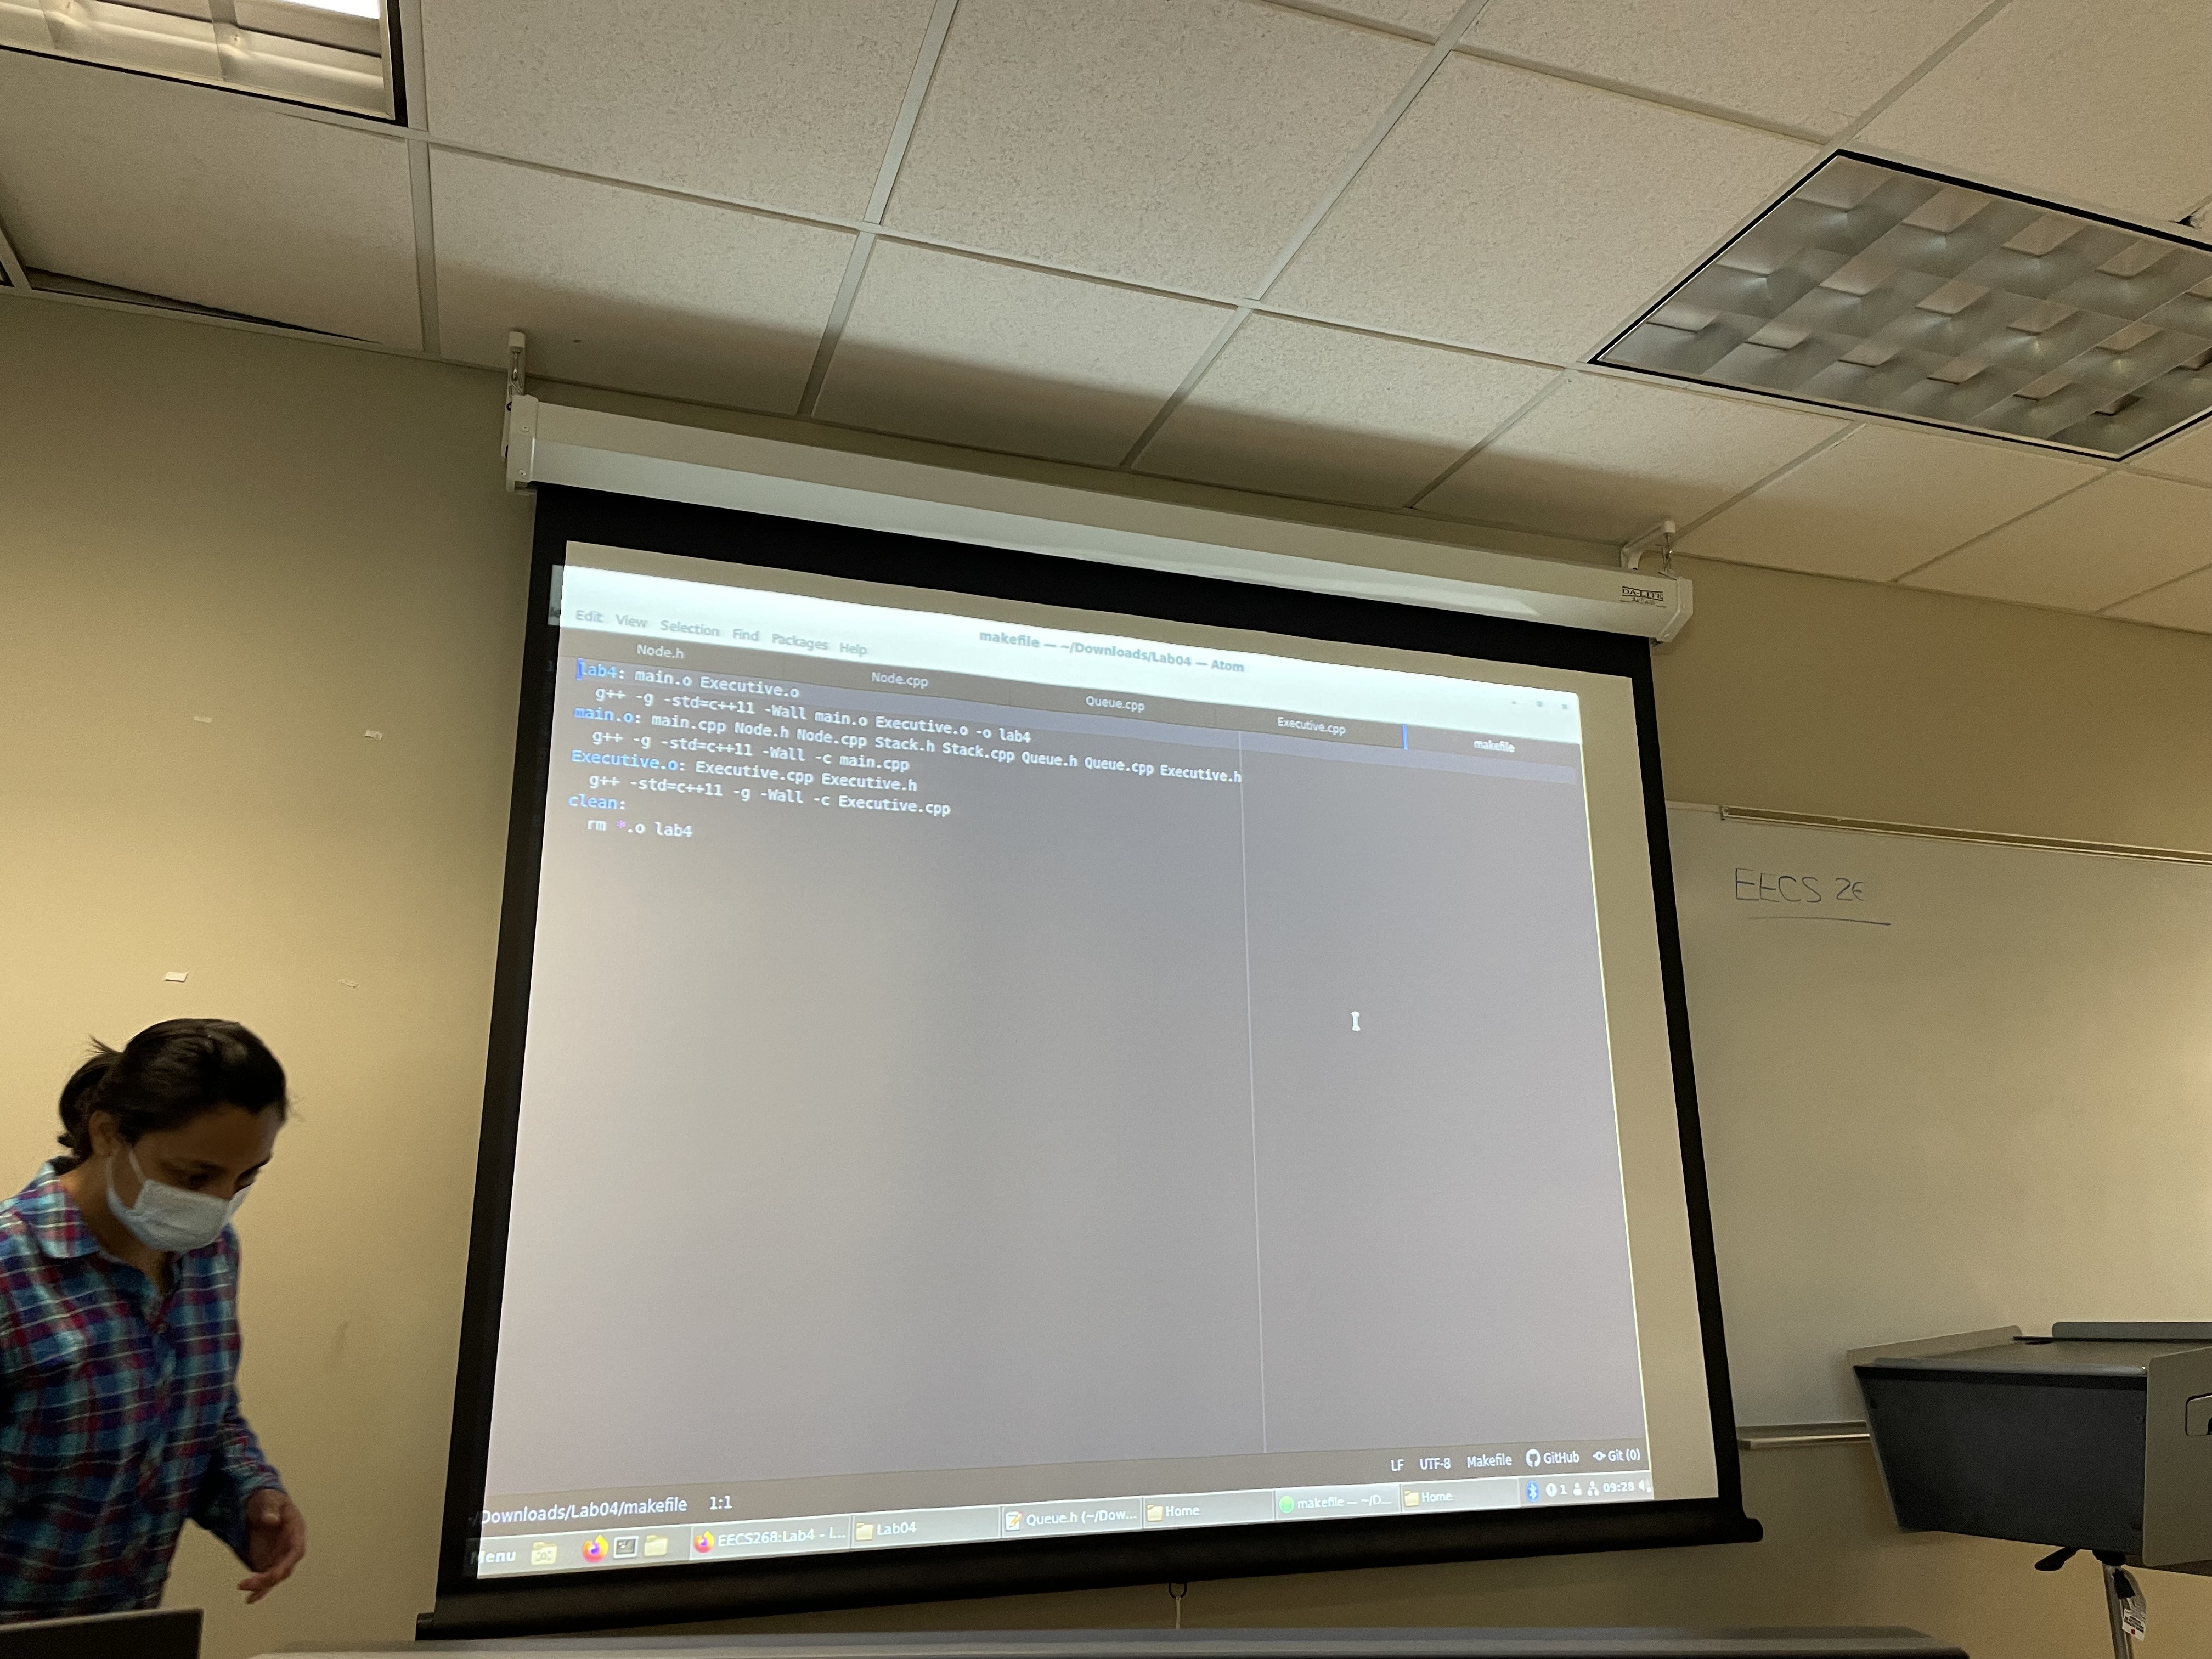 DA-LITE
makefile — ~/Downloads/Lab04 — Atom
Edit View Selection Find Packages Help
Node.h Node.cpp Queue.cpp Executive.cpp makefile
lab4: main.o Executive.o
g++ -g -std=c++11 -Wall main.o Executive.o -o lab4
main.o: main.cpp Node.h Node.cpp Stack.h Stack.cpp Queue.h Queue.cpp Executive.h
g++ -g -std=c++11 -Wall -c main.cpp
Executive.o: Executive.cpp Executive.h
g++ -std=c++11 -g -Wall -c Executive.cpp
clean:
rm *.o lab4
EECS 26
/Downloads/Lab04/makefile 1:1 LF UTF-8 Makefile GitHub Git (0)
Menu EECS268:Lab4 - L... Lab04 Queue.h (~/Dow... Home makefile — ~/D... Home 1 09:28